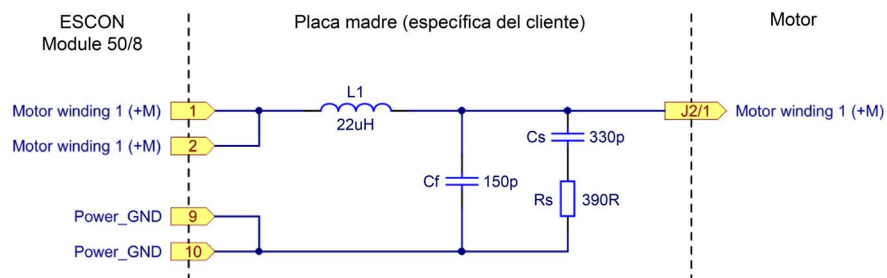 ESCON
Module 50/8
Placa madre (específica del cliente)
Motor
L1
22uH
Motor winding 1 (+M) 1
J2/1 Motor winding 1 (+M)
Motor winding 1 (+M) 2
Cs 330p
Cf 150p
Rs 390R
Power_GND 9
Power_GND 10